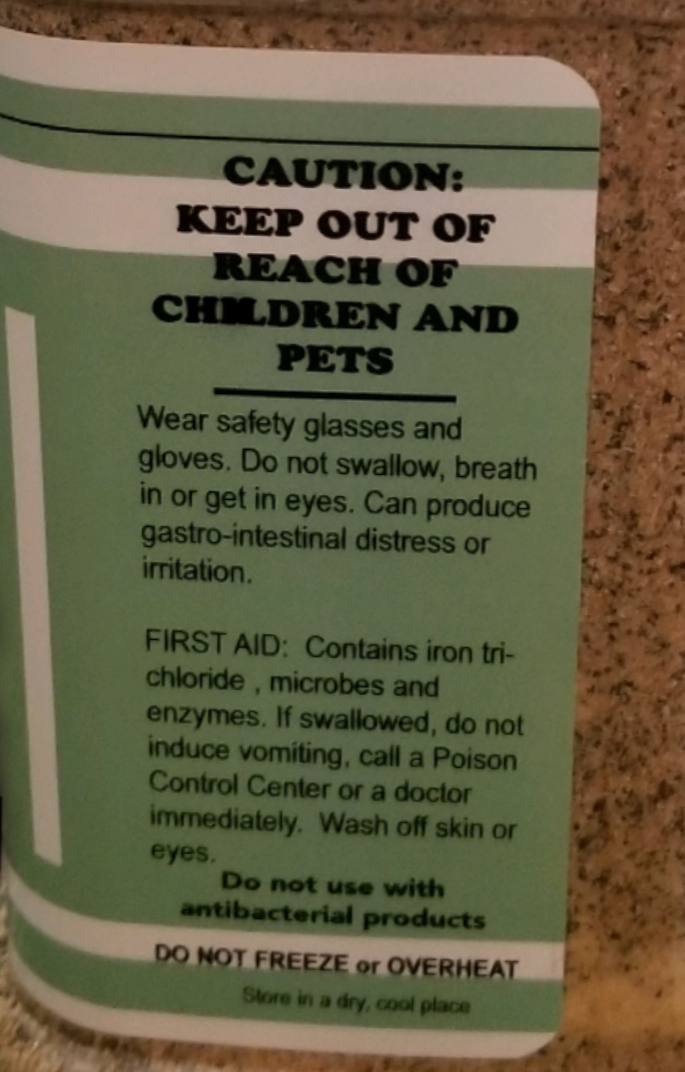 CAUTION:
KEEP OUT OF
REACH OF
CHILDREN AND
PETS
Wear safety glasses and
gloves. Do not swallow, breath
in or get in eyes. Can produce
gastro-intestinal distress or
irritation.
FIRST AID: Contains iron tri-
chloride , microbes and
enzymes. If swallowed, do not
induce vomiting, call a Poison
Control Center or a doctor
immediately. Wash off skin or
eyes.
Do not use with
antibacterial products
DO NOT FREEZE or OVERHEAT
Store in a dry, cool place